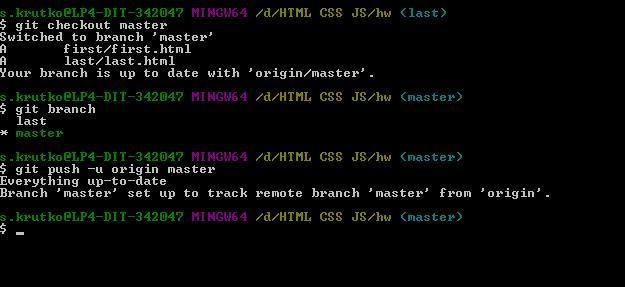 s.krutko@LP4-DIT-342047 MINGW64 /d/HTML CSS JS/hw (last)
$ git checkout master
Switched to branch 'master'
A       first/first.html
A       last/last.html
Your branch is up to date with 'origin/master'.
s.krutko@LP4-DIT-342047 MINGW64 /d/HTML CSS JS/hw (master)
$ git branch
  last
* master
s.krutko@LP4-DIT-342047 MINGW64 /d/HTML CSS JS/hw (master)
$ git push -u origin master
Everything up-to-date
Branch 'master' set up to track remote branch 'master' from 'origin'.
s.krutko@LP4-DIT-342047 MINGW64 /d/HTML CSS JS/hw (master)
$ _